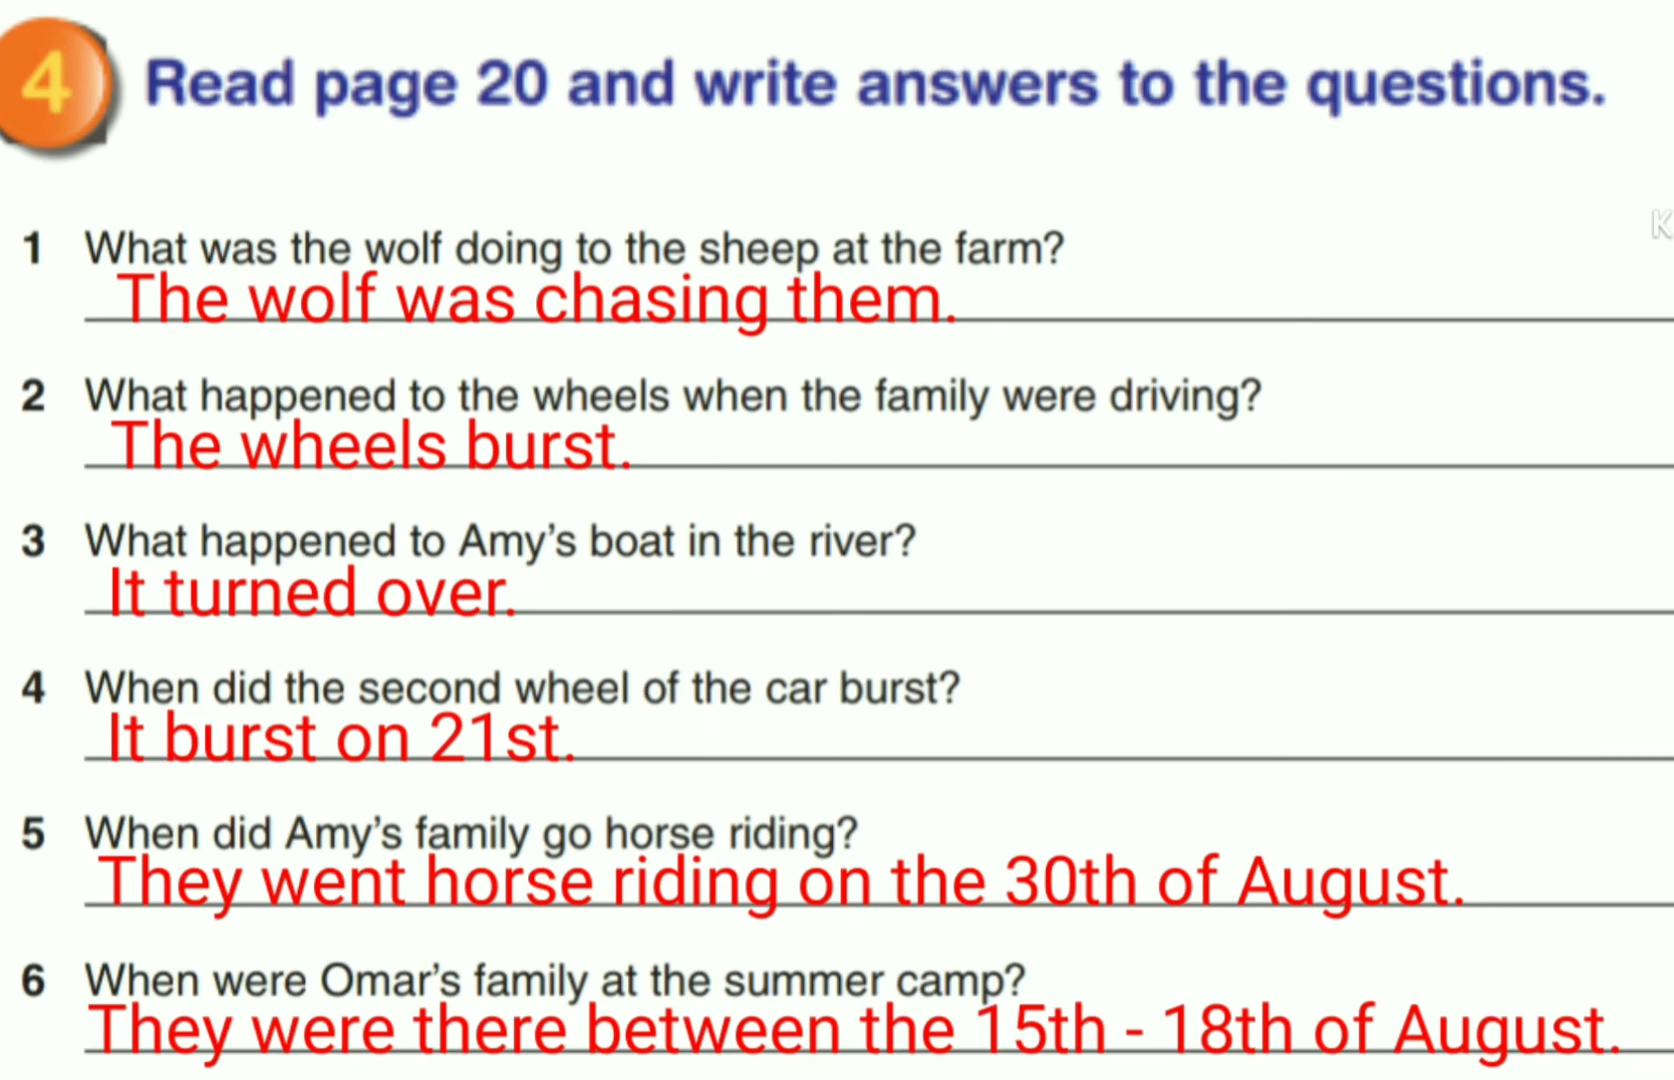 4 Read page 20 and write answers to the questions.
K
1 What was the wolf doing to the sheep at the farm?
The wolf was chasing them.
2 What happened to the wheels when the family were driving?
The wheels burst.
3 What happened to Amy's boat in the river?
It turned over.
4 When did the second wheel of the car burst?
It burst on 21st.
5 When did Amy's family go horse riding?
They went horse riding on the 30th of August.
6 When were Omar's family at the summer camp?
They were there between the 15th - 18th of August.